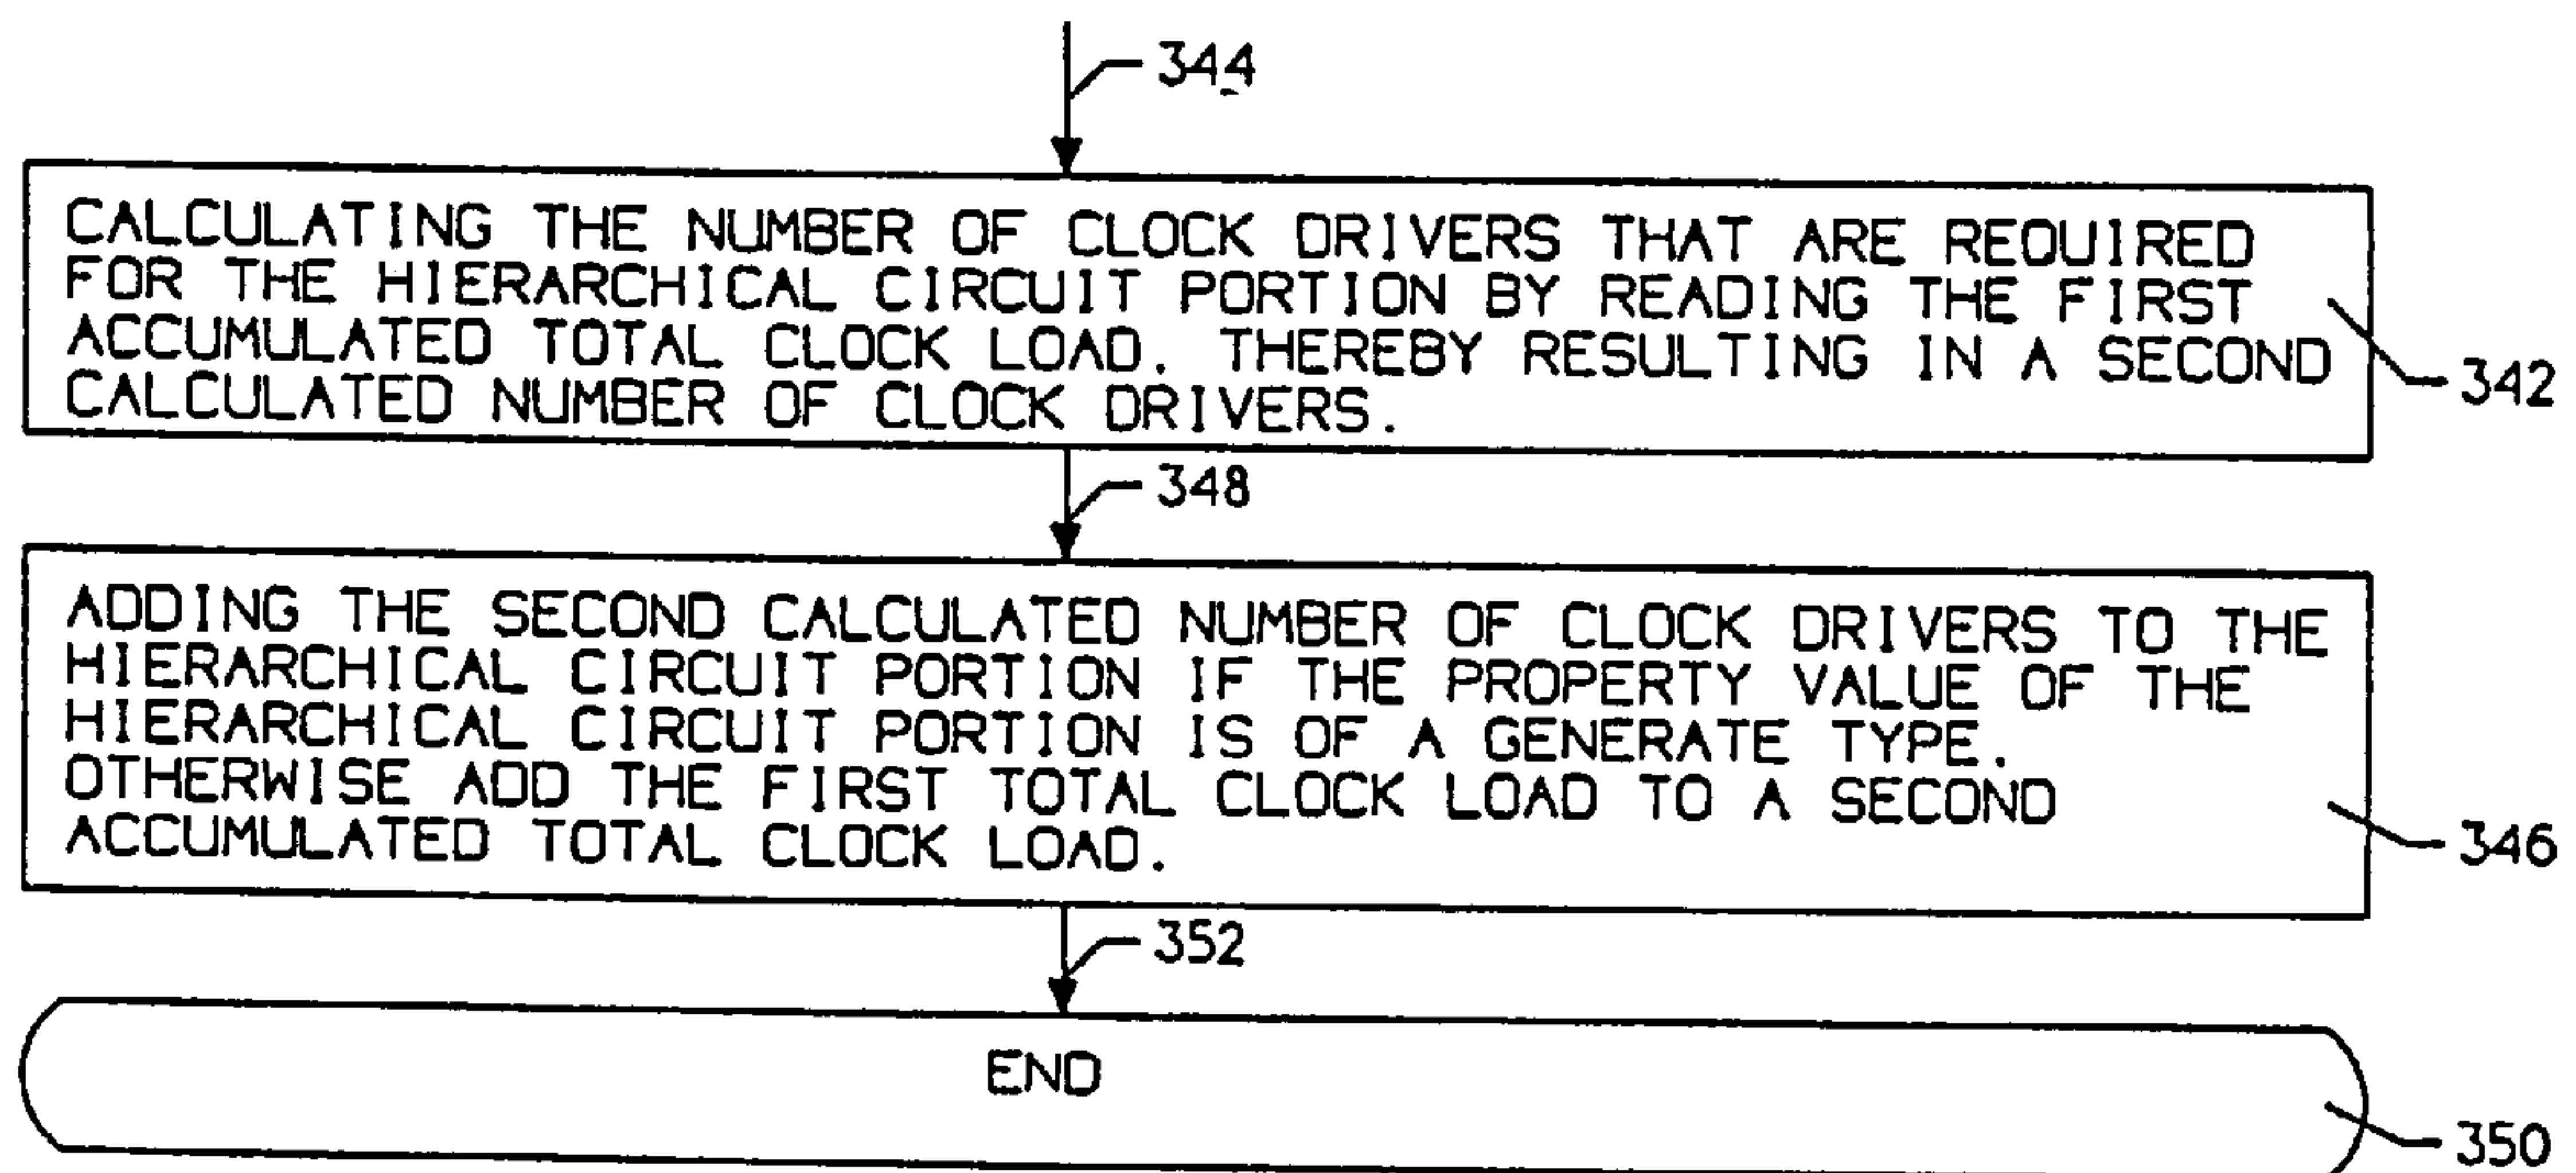 344
CALCULATING THE NUMBER OF CLOCK DRIVERS THAT ARE REQUIRED
FOR THE HIERARCHICAL CIRCUIT PORTION BY READING THE FIRST
ACCUMULATED TOTAL CLOCK LOAD. THEREBY RESULTING IN A SECOND
CALCULATED NUMBER OF CLOCK DRIVERS.
342
348
ADDING THE SECOND CALCULATED NUMBER OF CLOCK DRIVERS TO THE
HIERARCHICAL CIRCUIT PORTION IF THE PROPERTY VALUE OF THE
HIERARCHICAL CIRCUIT PORTION IS OF A GENERATE TYPE.
OTHERWISE ADD THE FIRST TOTAL CLOCK LOAD TO A SECOND
ACCUMULATED TOTAL CLOCK LOAD.
346
352
END
350